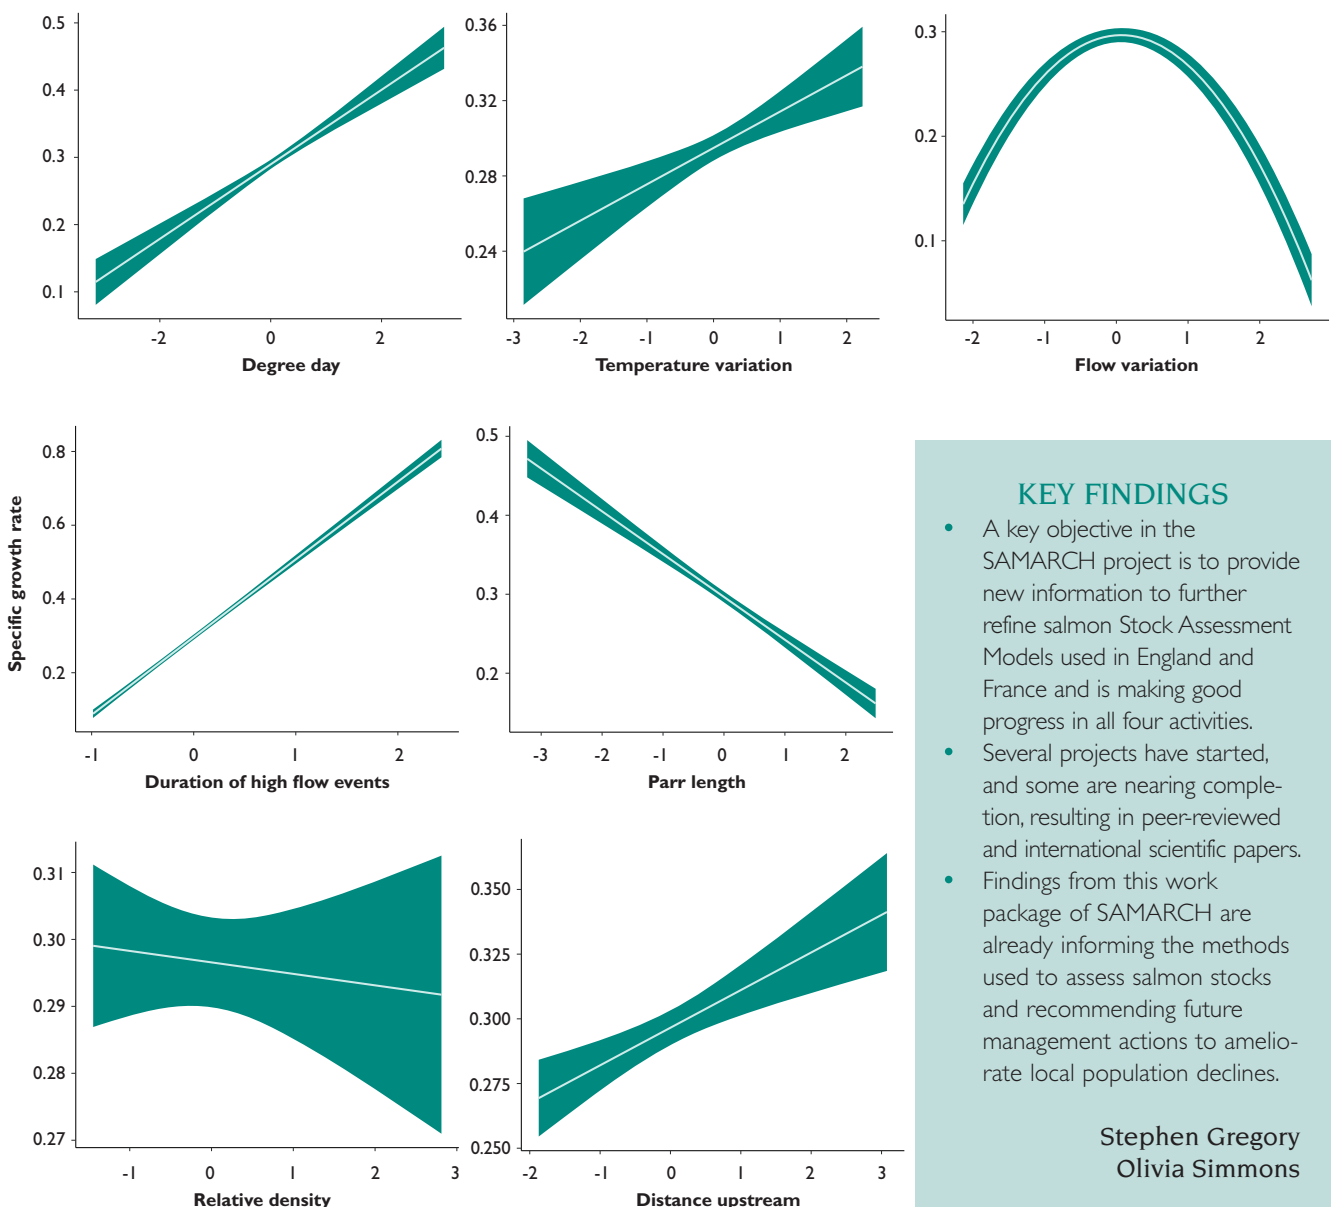 0.5
0.4
0.3
0.2
0.1
-2 0 2
Degree day
0.36
0.32
0.28
0.24
-3 -2 -1 0 1 2
Temperature variation
0.3
0.2
0.1
-2 -1 0 1 2
Flow variation
Specific growth rate
0.8
0.6
0.4
0.2
-1 0 1 2
Duration of high flow events
0.5
0.4
0.3
0.2
-3 -2 -1 0 1 2
Parr length
0.31
0.30
0.29
0.28
0.27
-1 0 1 2 3
Relative density
0.350
0.325
0.300
0.275
0.250
-2 -1 0 1 2 3
Distance upstream
KEY FINDINGS
• A key objective in the
SAMARCH project is to provide
new information to further
refine salmon Stock Assessment
Models used in England and
France and is making good
progress in all four activities.
• Several projects have started,
and some are nearing comple-
tion, resulting in peer-reviewed
and international scientific papers.
• Findings from this work
package of SAMARCH are
already informing the methods
used to assess salmon stocks
and recommending future
management actions to amelio-
rate local population declines.
Stephen Gregory
Olivia Simmons